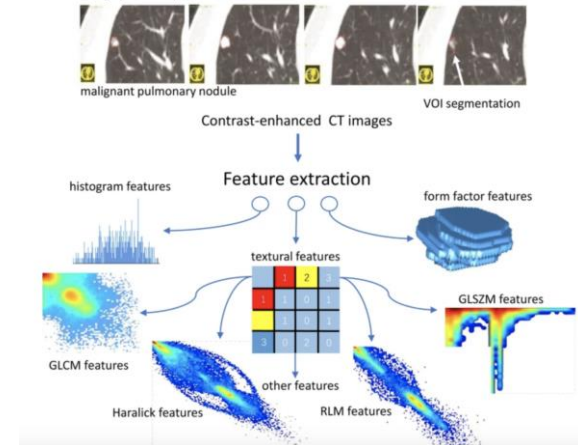 malignant pulmonary nodule
VOI segmentation
Contrast-enhanced CT images
Feature extraction
histogram features
form factor features
textural features
1 2 3
1 1 0 1
1 0 1
3 0 2 0
GLSZM features
GLCM features
other features
Haralick features
RLM features